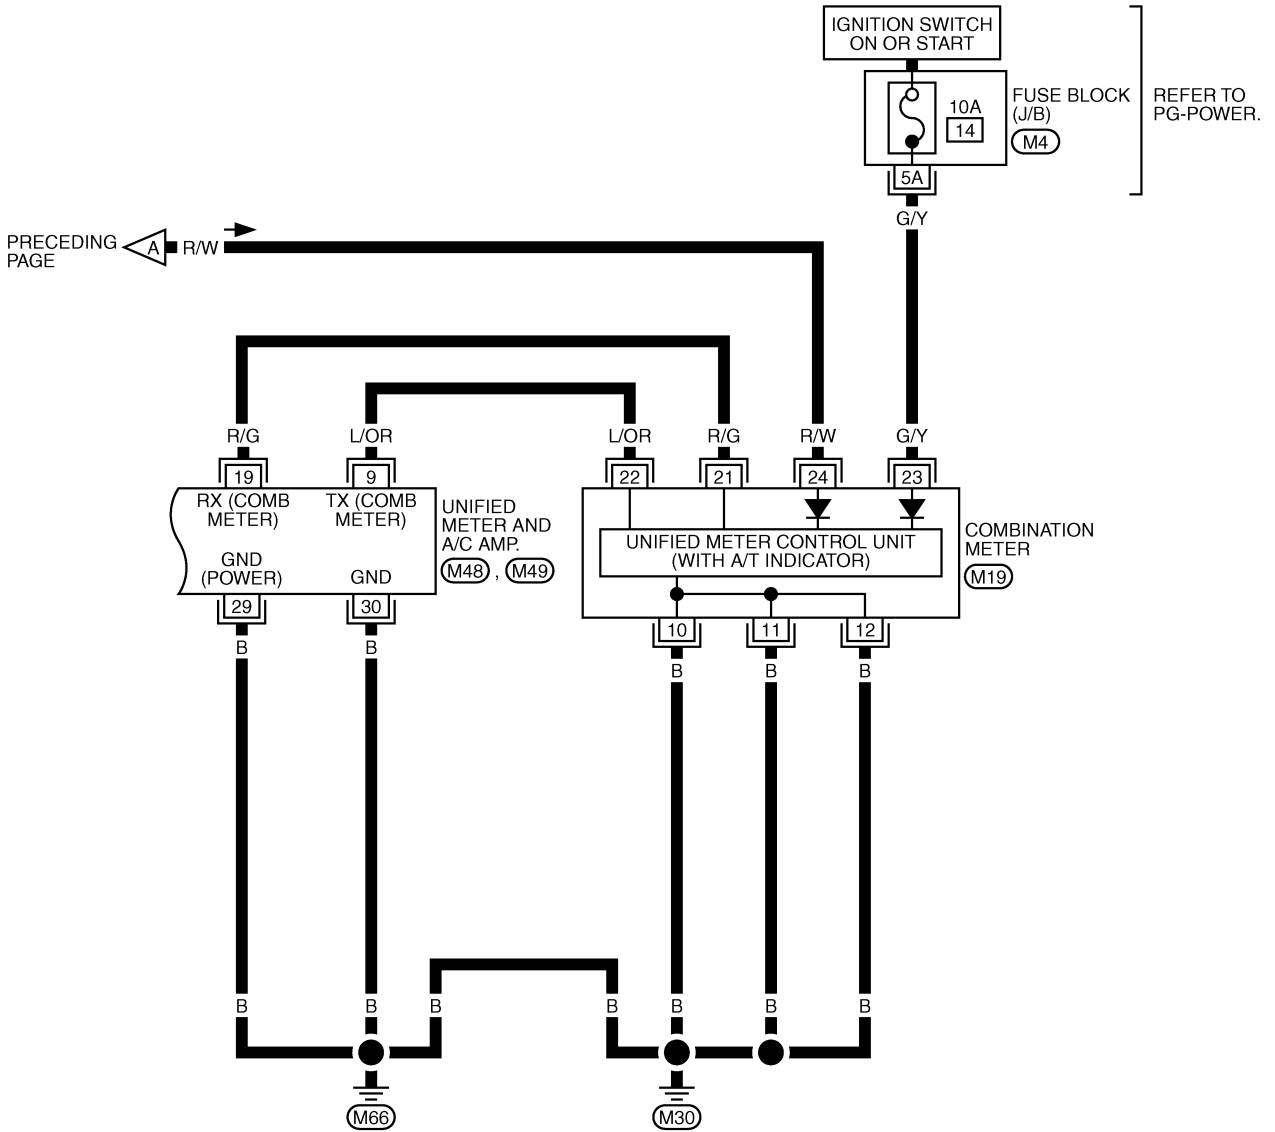 IGNITION SWITCH
ON OR START
10A
14
FUSE BLOCK
(J/B)
M4
REFER TO
PG-POWER.
5A
G/Y
PRECEDING
PAGE
A
R/W
R/G
L/OR
L/OR
R/G
R/W
G/Y
19
9
22
21
24
23
RX (COMB
METER)
TX (COMB
METER)
GND
(POWER)
GND
UNIFIED
METER AND
A/C AMP.
M48 , M49
UNIFIED METER CONTROL UNIT
(WITH A/T INDICATOR)
COMBINATION
METER
M19
29
30
10
11
12
B
B
B
B
B
B
B
B
B
B
B
B
M66
M30